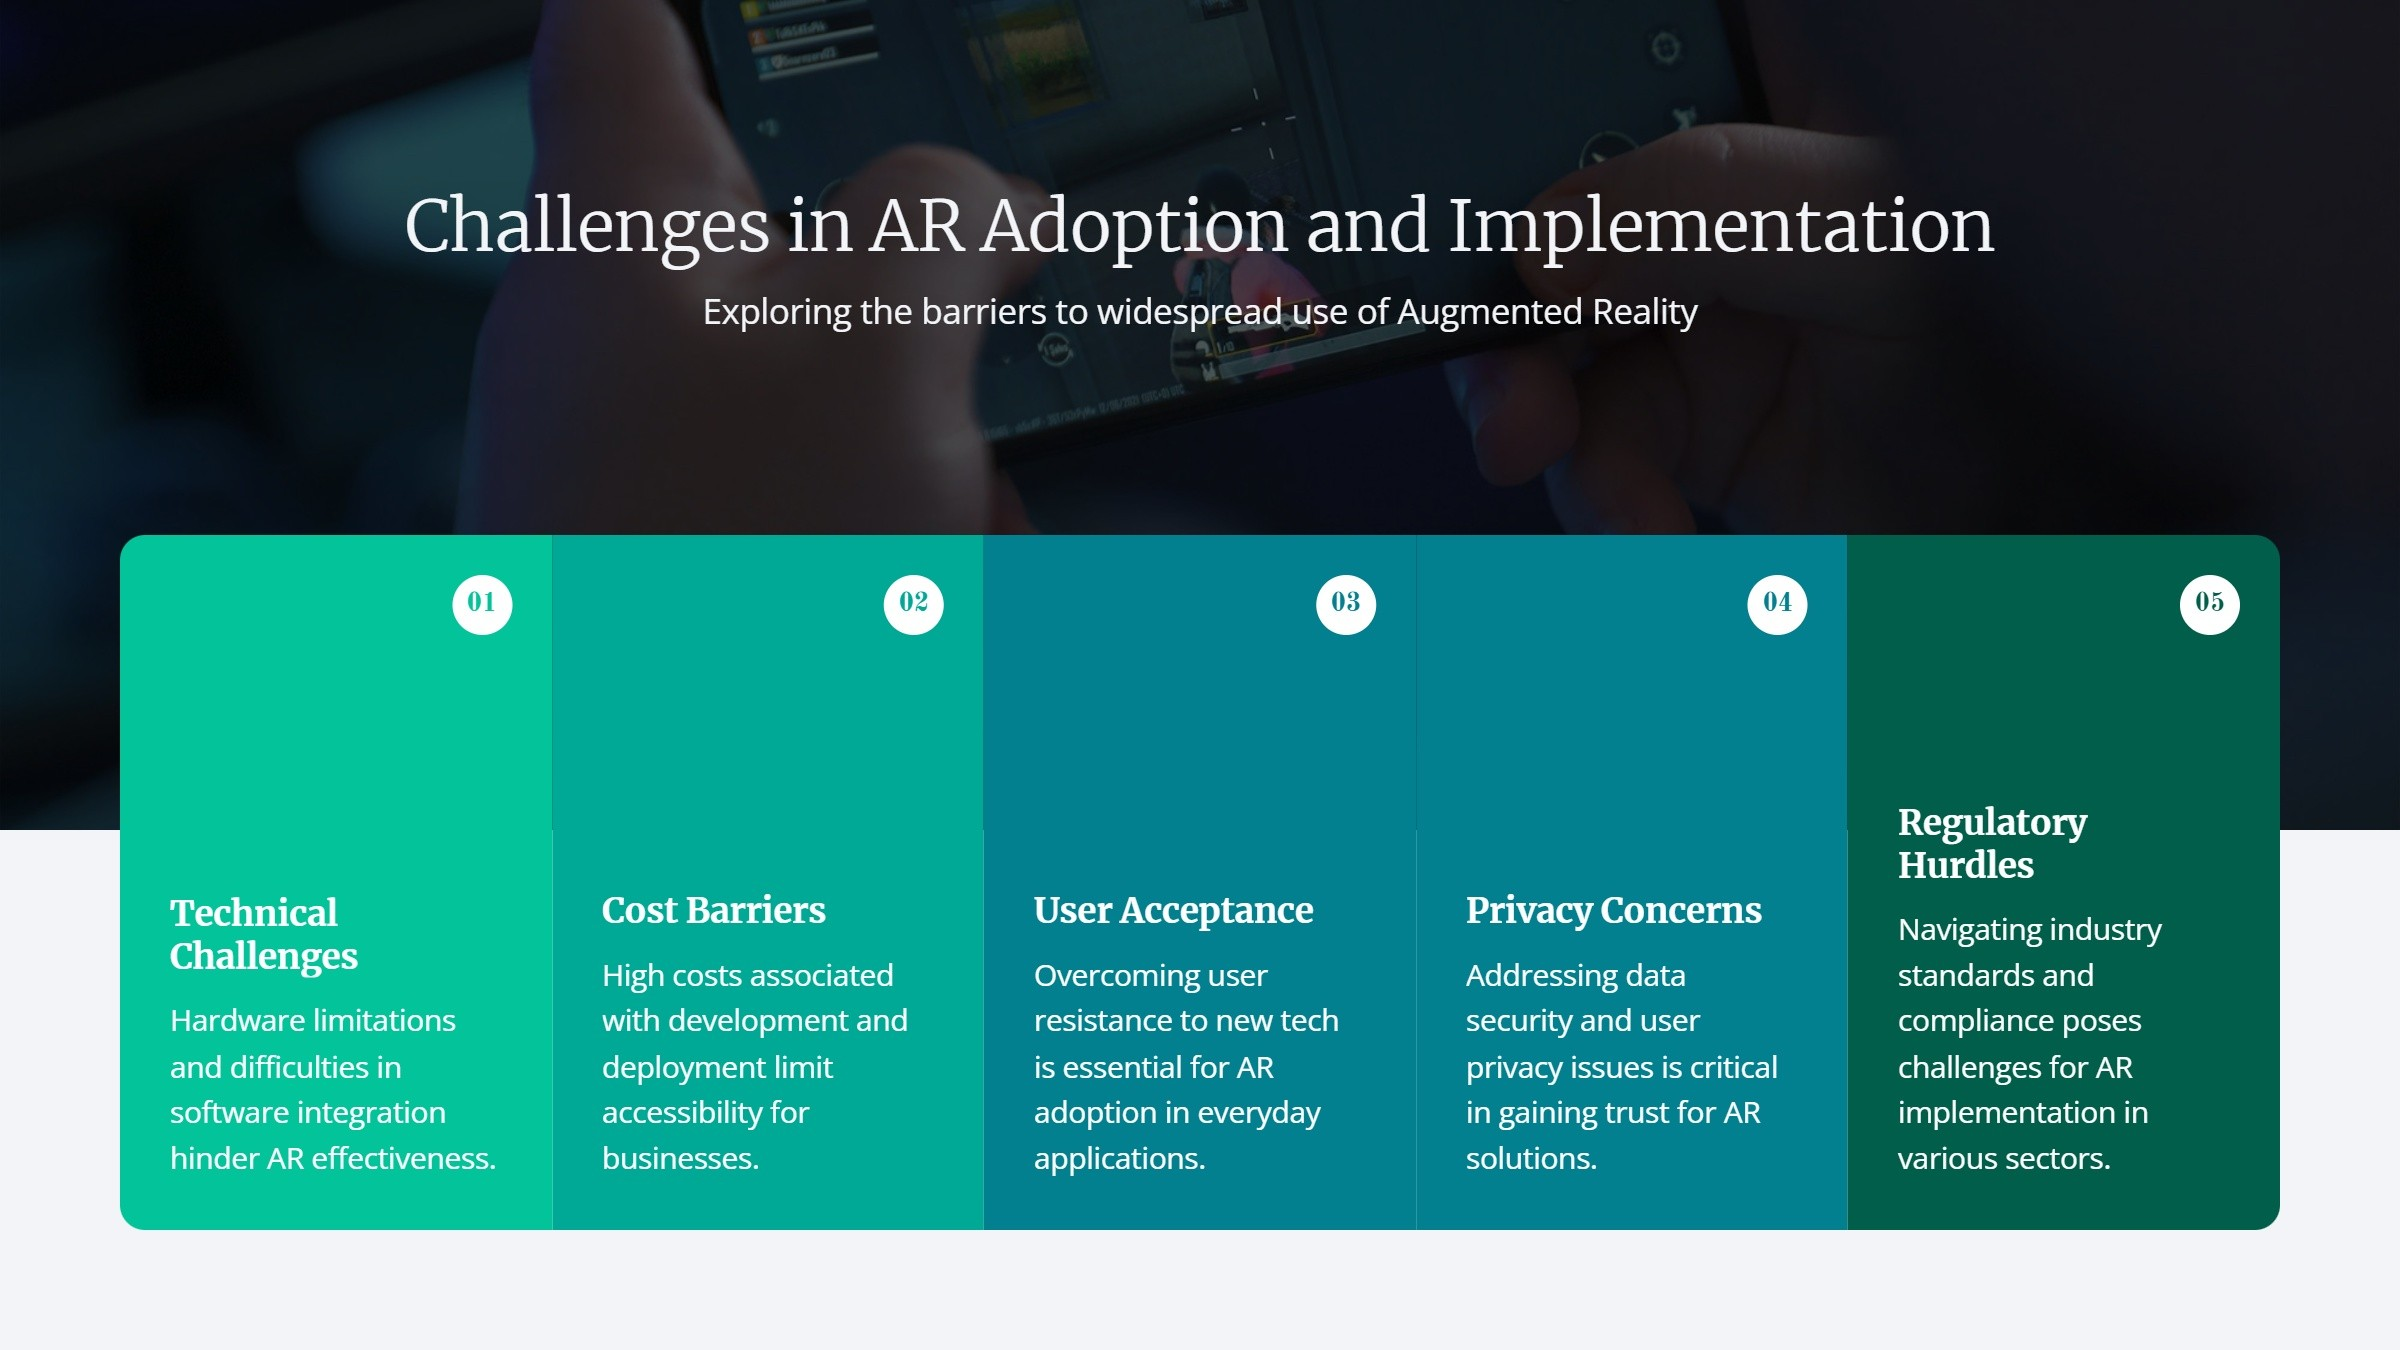 Challenges in AR Adoption and Implementation
Exploring the barriers to widespread use of Augmented Reality
01
Technical
Challenges
Hardware limitations
and difficulties in
software integration
hinder AR effectiveness.
02
Cost Barriers
High costs associated
with development and
deployment limit
accessibility for
businesses.
03
User Acceptance
Overcoming user
resistance to new tech
is essential for AR
adoption in everyday
applications.
04
Privacy Concerns
Addressing data
security and user
privacy issues is critical
in gaining trust for AR
solutions.
05
Regulatory
Hurdles
Navigating industry
standards and
compliance poses
challenges for AR
implementation in
various sectors.